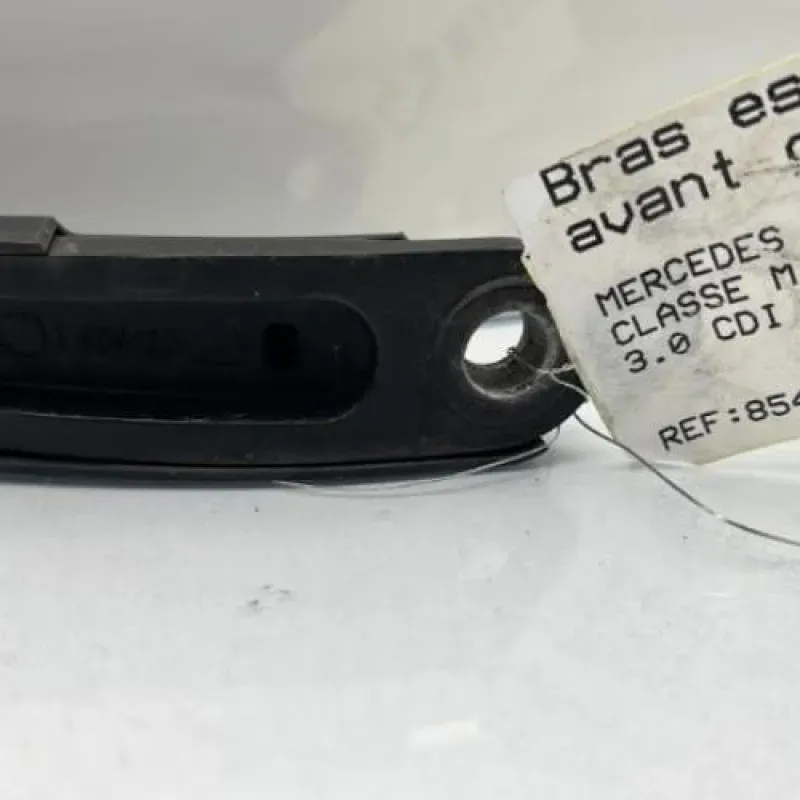 Bras es
avant
MERCEDES
CLASSE M
3.0 CDI
REF:854